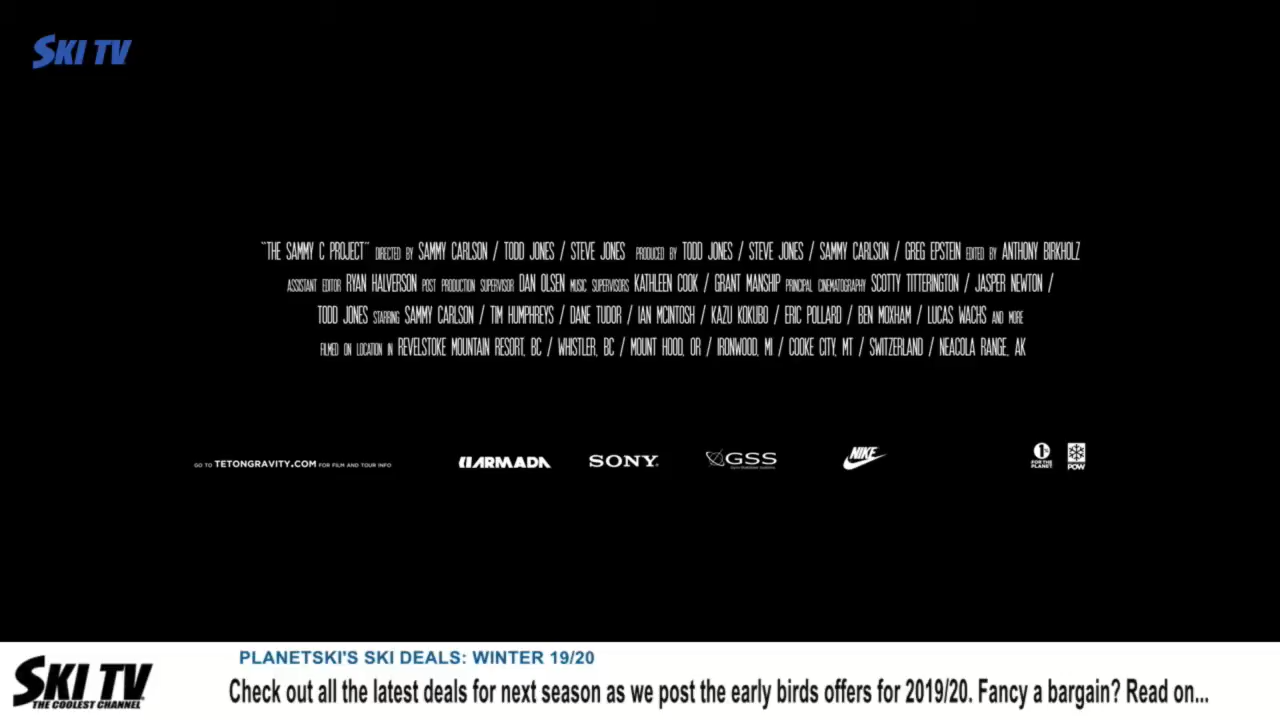 SKI TV
"THE SAMMY C PROJECT" DIRECTED BY SAMMY CARLSON / TODD JONES / STEVE JONES PRODUCED BY TODD JONES / STEVE JONES / SAMMY CARLSON / GREG EPSTEIN EDITED BY ANTHONY BIRKHOLZ
ASSISTANT EDITOR RYAN HALVERSON POST PRODUCTION SUPERVISOR DAN OLSEN MUSIC SUPERVISORS KATHLEEN COOK / GRANT MANSHIP PRINCIPAL CINEMATOGRAPHY SCOTTY TITTERINGTON / JASPER NEWTON /
TODD JONES STARRING SAMMY CARLSON / TIM HUMPHREYS / DANE TUDOR / IAN MCINTOSH / KAZU KOKUBO / ERIC POLLARD / BEN MOXHAM / LUCAS WACHS AND MORE
FILMED ON LOCATION IN REVELSTOKE MOUNTAIN RESORT, BC / WHISTLER, BC / MOUNT HOOD, OR / IRONWOOD, MI / COOKE CITY, MT / SWITZERLAND / NEACOLA RANGE, AK
GO TO TETONGRAVITY.COM FOR FILM AND TOUR INFO
ARMADA
SONY
GSS
NIKE
1% FOR THE PLANET
POW
PLANETSKI'S SKI DEALS: WINTER 19/20
SKI TV
THE COOLEST CHANNEL
Check out all the latest deals for next season as we post the early birds offers for 2019/20. Fancy a bargain? Read on...